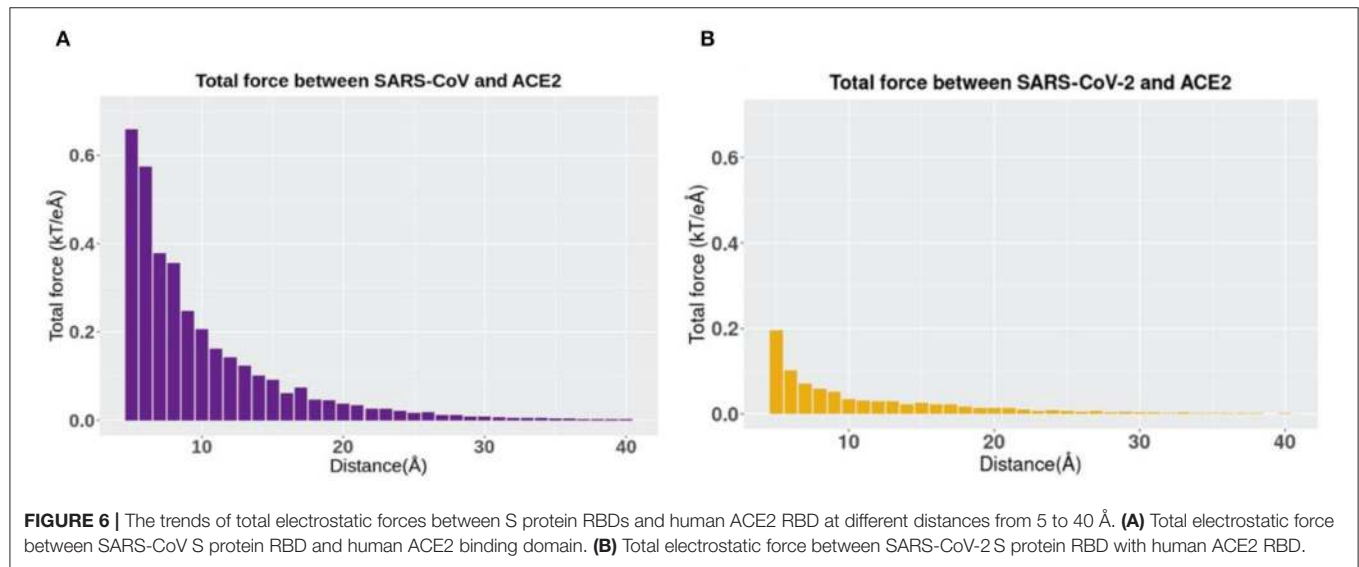 A
Total force between SARS-CoV and ACE2
Total force (kT/eÅ)
0.6
0.4
0.2
0.0
10
20
30
40
Distance(Å)
B
Total force between SARS-CoV-2 and ACE2
Total force (kT/eÅ)
0.6
0.4
0.2
0.0
10
20
30
40
Distance(Å)
FIGURE 6 | The trends of total electrostatic forces between S protein RBDs and human ACE2 RBD at different distances from 5 to 40 Å. (A) Total electrostatic force
between SARS-CoV S protein RBD and human ACE2 binding domain. (B) Total electrostatic force between SARS-CoV-2 S protein RBD with human ACE2 RBD.